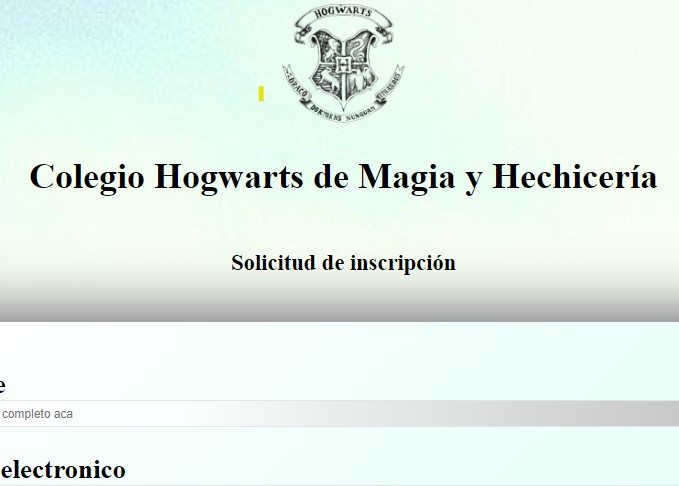 HOGWARTS
DRACO DORMIENS NUNQUAM TITILLANDUS
Colegio Hogwarts de Magia y Hechicería
Solicitud de inscripción
e
completo aca
electronico